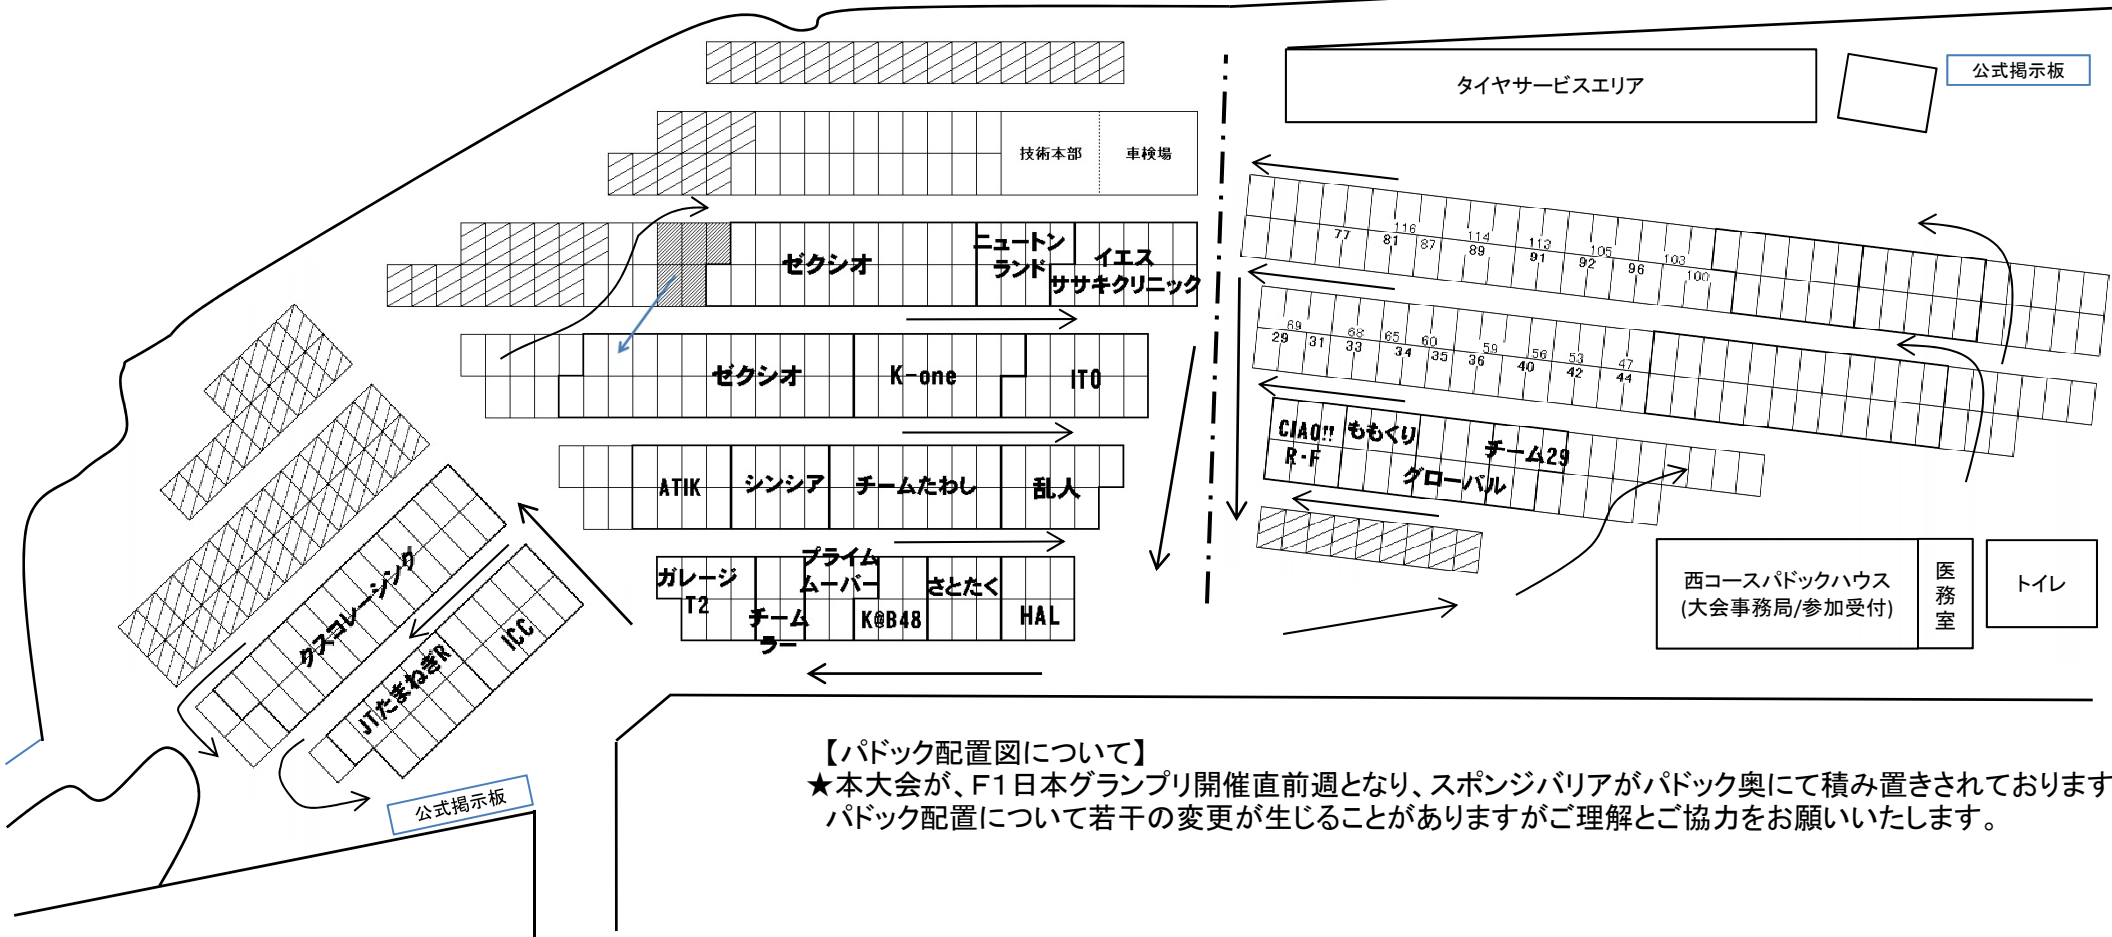 タイヤサービスエリア
公式掲示板
技術本部 車検場
ゼクシオ
ニュートン
ランド
イエス
ササキクリニック
116 114 113 105 103
77 81 87 89 91 92 96 100
ゼクシオ
K-one
ITO
69 68 65 60 59 56 53 47
29 31 33 34 35 36 40 42 44
ATIK
シンシア
チームたわし
乱人
CIAO!!
R・F
ももくり
グローバル
チーム29
ガレージ
T2
チーム
ラー
プライム
ムーバー
K@B48
さとたく
HAL
クスコレーシング
JTたまねぎR
ICC
西コースパドックハウス
(大会事務局/参加受付)
医
務
室
トイレ
公式掲示板
【パドック配置図について】
★本大会が、F1日本グランプリ開催直前週となり、スポンジバリアがパドック奥にて積み置きされております
パドック配置について若干の変更が生じることがありますがご理解とご協力をお願いいたします。